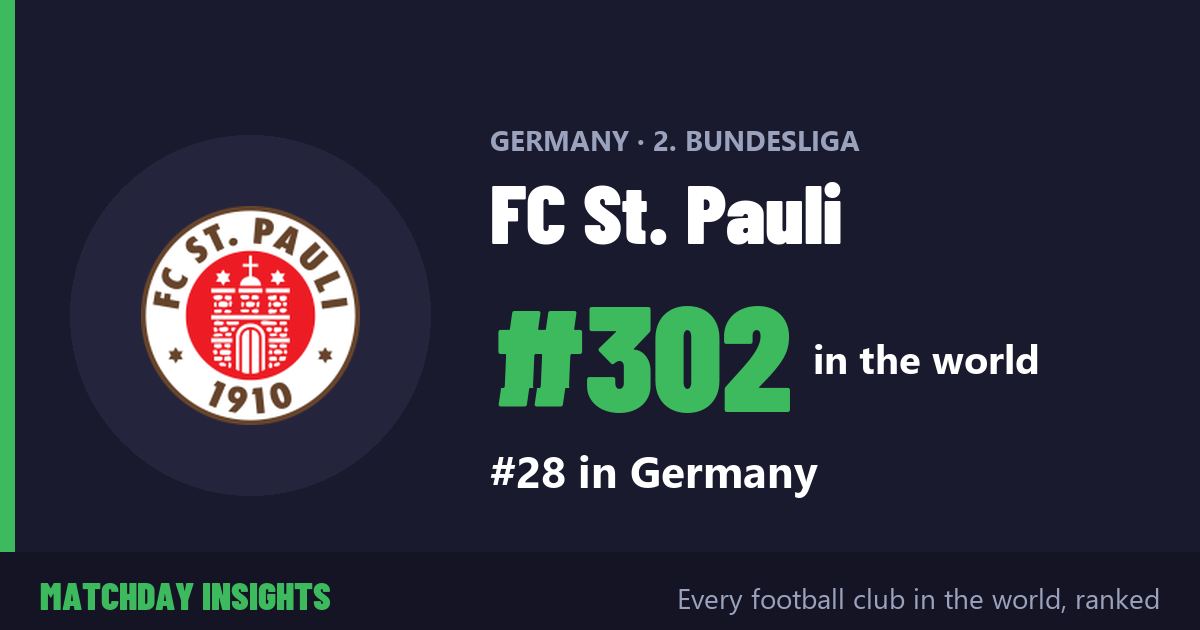 GERMANY · 2. BUNDESLIGA
FC St. Pauli
FC ST. PAULI
1910
#302 in the world
#28 in Germany
MATCHDAY INSIGHTS
Every football club in the world, ranked